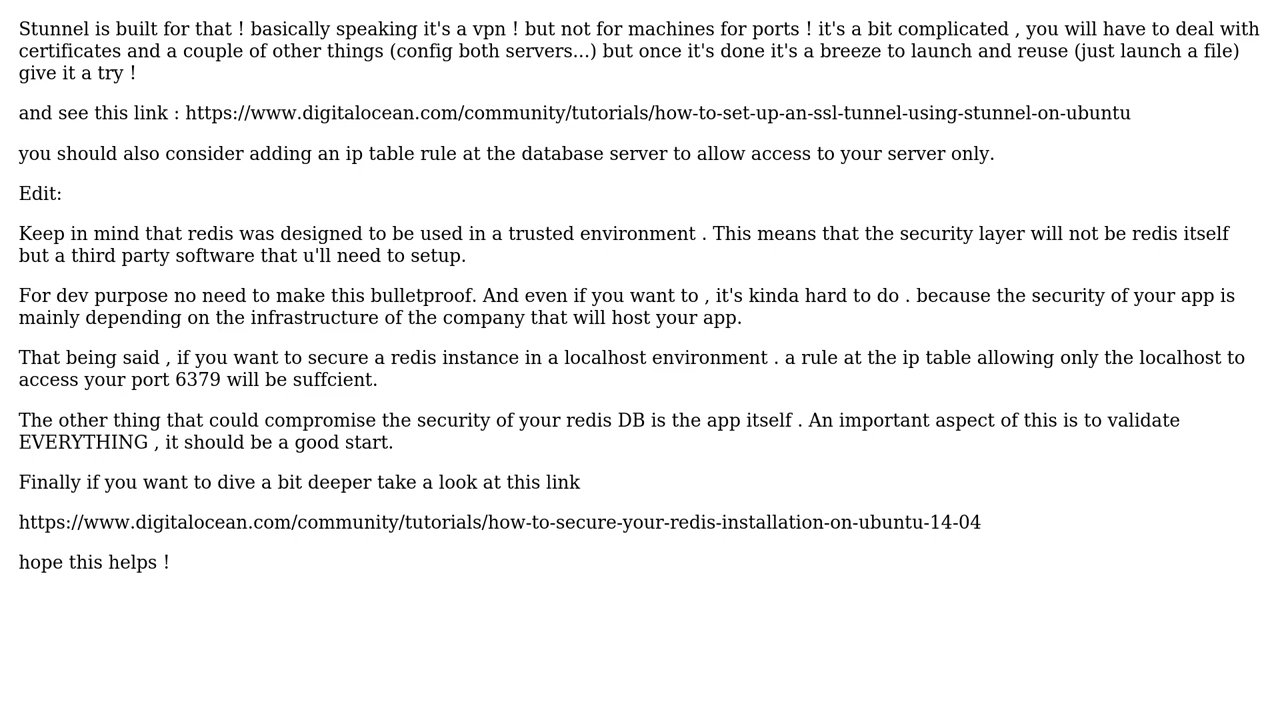 Stunnel is built for that ! basically speaking it's a vpn ! but not for machines for ports ! it's a bit complicated , you will have to deal with
certificates and a couple of other things (config both servers...) but once it's done it's a breeze to launch and reuse (just launch a file)
give it a try !
and see this link : https://www.digitalocean.com/community/tutorials/how-to-set-up-an-ssl-tunnel-using-stunnel-on-ubuntu
you should also consider adding an ip table rule at the database server to allow access to your server only.
Edit:
Keep in mind that redis was designed to be used in a trusted environment . This means that the security layer will not be redis itself
but a third party software that u'll need to setup.
For dev purpose no need to make this bulletproof. And even if you want to , it's kinda hard to do . because the security of your app is
mainly depending on the infrastructure of the company that will host your app.
That being said , if you want to secure a redis instance in a localhost environment . a rule at the ip table allowing only the localhost to
access your port 6379 will be suffcient.
The other thing that could compromise the security of your redis DB is the app itself . An important aspect of this is to validate
EVERYTHING , it should be a good start.
Finally if you want to dive a bit deeper take a look at this link
https://www.digitalocean.com/community/tutorials/how-to-secure-your-redis-installation-on-ubuntu-14-04
hope this helps !